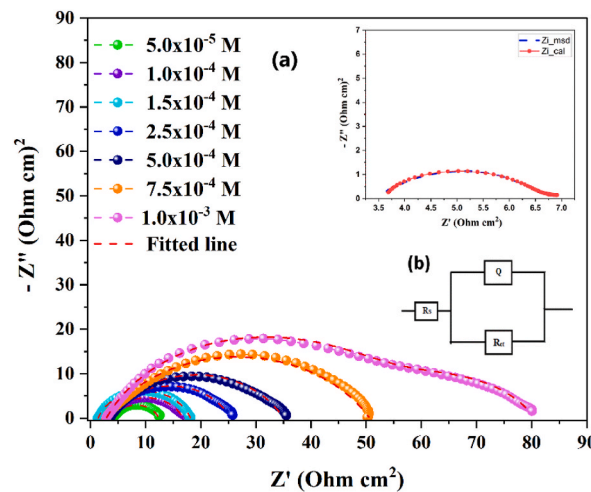 (a)
5.0x10-5 M
1.0x10-4 M
1.5x10-4 M
2.5x10-4 M
5.0x10-4 M
7.5x10-4 M
1.0x10-3 M
Fitted line
90
80
70
60
50
40
30
20
10
0
- Z" (Ohm cm)2
0 10 20 30 40 50 60 70 80 90
Z' (Ohm cm2)
Zi_msd
Zi_cal
7
6
5
4
3
2
1
0
- Z" (Ohm cm)2
3.5 4.0 4.5 5.0 5.5 6.0 6.5 7.0
Z' (Ohm cm2)
(b)
Rs
Q
Rct